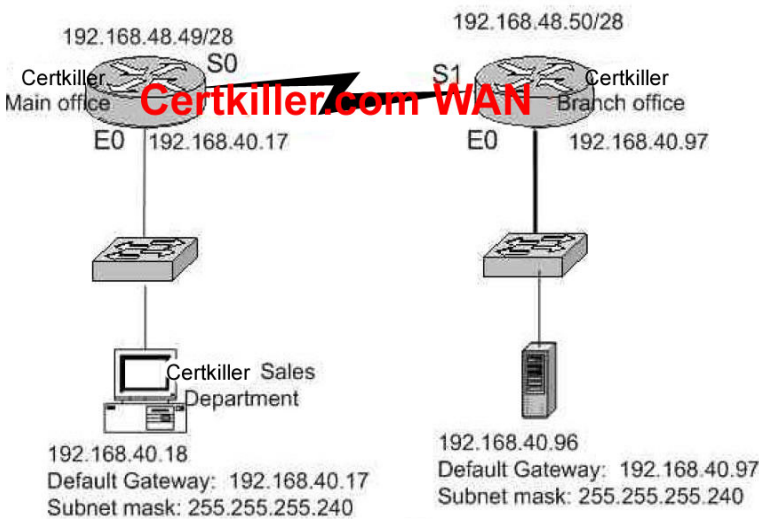 192.168.48.49/28
192.168.48.50/28
S0
S1
Certkiller
Main office
Certkiller.com WAN
Certkiller
Branch office
E0
192.168.40.17
E0
192.168.40.97
Certkiller Sales
Department
192.168.40.18
Default Gateway: 192.168.40.17
Subnet mask: 255.255.255.240
192.168.40.96
Default Gateway: 192.168.40.97
Subnet mask: 255.255.255.240